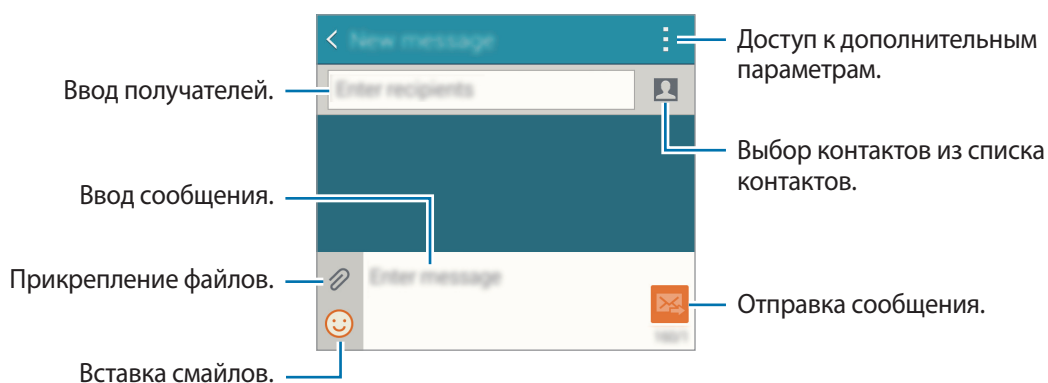 New message
Доступ к дополнительным
параметрам.
Ввод получателей.
Enter recipients
Выбор контактов из списка
контактов.
Ввод сообщения.
Прикрепление файлов.
Enter message
Отправка сообщения.
Вставка смайлов.